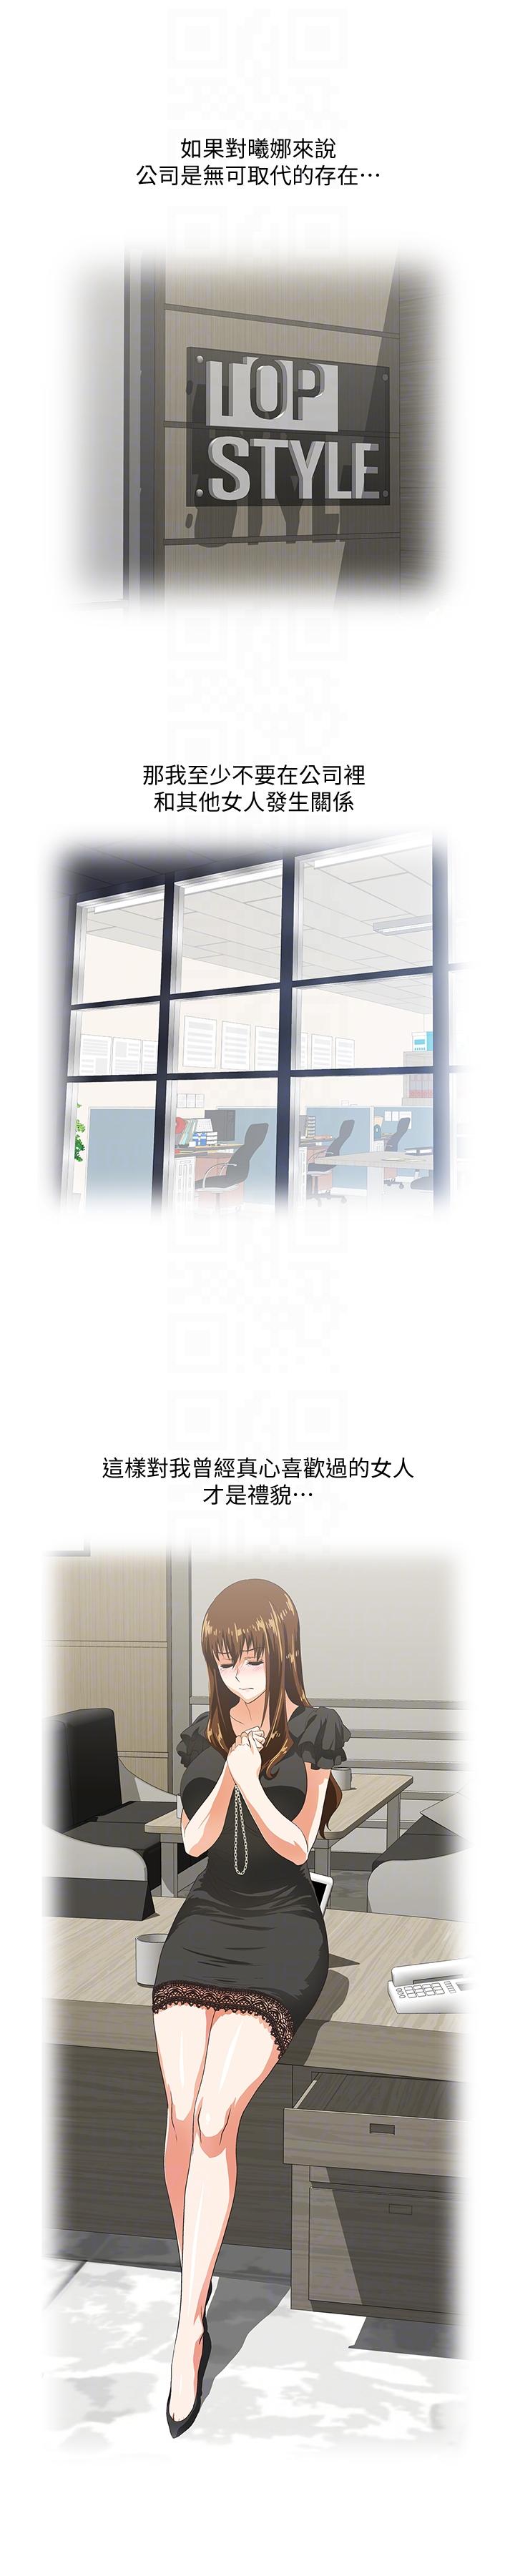 如果對曦娜來說
公司是無可取代的存在…
TOP
STYLE
那我至少不要在公司裡
和其他女人發生關係
這樣對我曾經真心喜歡過的女人
才是禮貌…